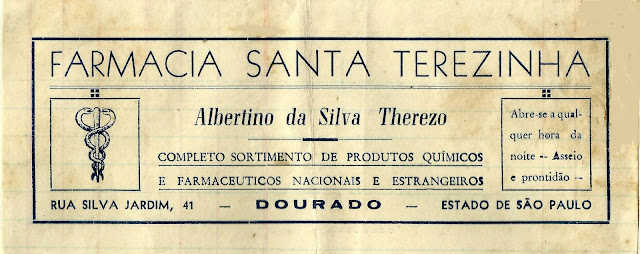 FARMACIA SANTA TEREZINHA
Albertino da Silva Therezo
COMPLETO SORTIMENTO DE PRODUTOS QUÍMICOS
E FARMACEUTICOS NACIONAIS E ESTRANGEIROS
Abre-se a qual-
quer hora da
noite -- Asseio
e prontidão --
RUA SILVA JARDIM, 41 — DOURADO — ESTADO DE SÃO PAULO